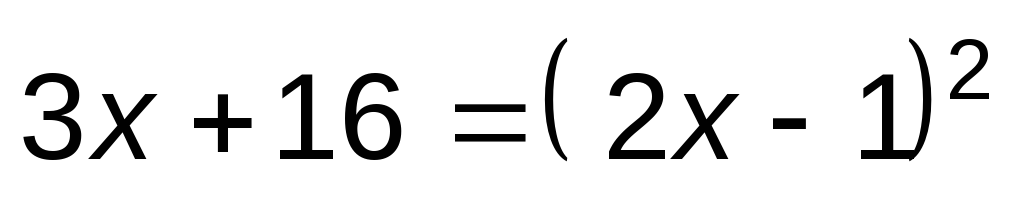 3x + 16 = ( 2x - 1)²